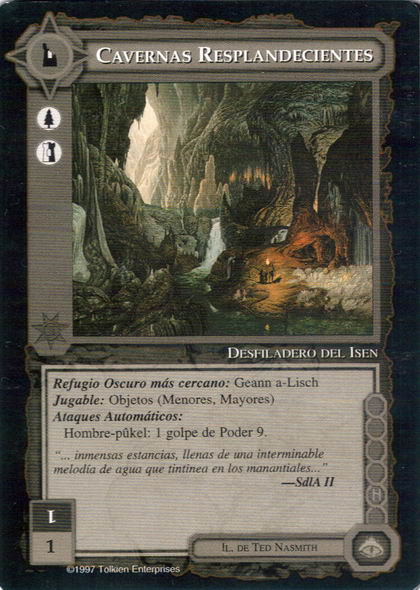 CAVERNAS RESPLANDECIENTES
DESFILADERO DEL ISEN
Refugio Oscuro más cercano: Geann a-Lisch
Jugable: Objetos (Menores, Mayores)
Ataques Automáticos:
Hombre-pûkel: 1 golpe de Poder 9.
“... inmensas estancias, llenas de una interminable
melodía de agua que tintinea en los manantiales...”
—SdlA II
1
1
IL. DE TED NASMITH
©1997 Tolkien Enterprises